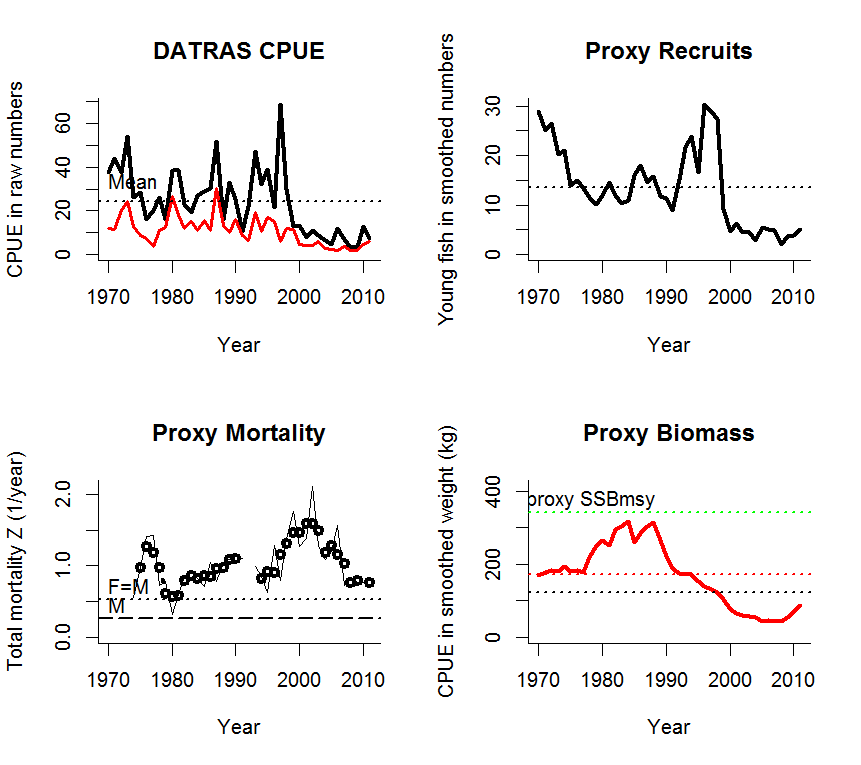 DATRAS CPUE
CPUE in raw numbers
60
40
20
0
Mean
1970 1980 1990 2000 2010
Year
Proxy Recruits
Young fish in smoothed numbers
30
20
10
0
1970 1980 1990 2000 2010
Year
Proxy Mortality
Total mortality Z (1/year)
2.0
1.0
0.0
F=M
M
1970 1980 1990 2000 2010
Year
Proxy Biomass
CPUE in smoothed weight (kg)
400
200
0
proxy SSBmsy
1970 1980 1990 2000 2010
Year